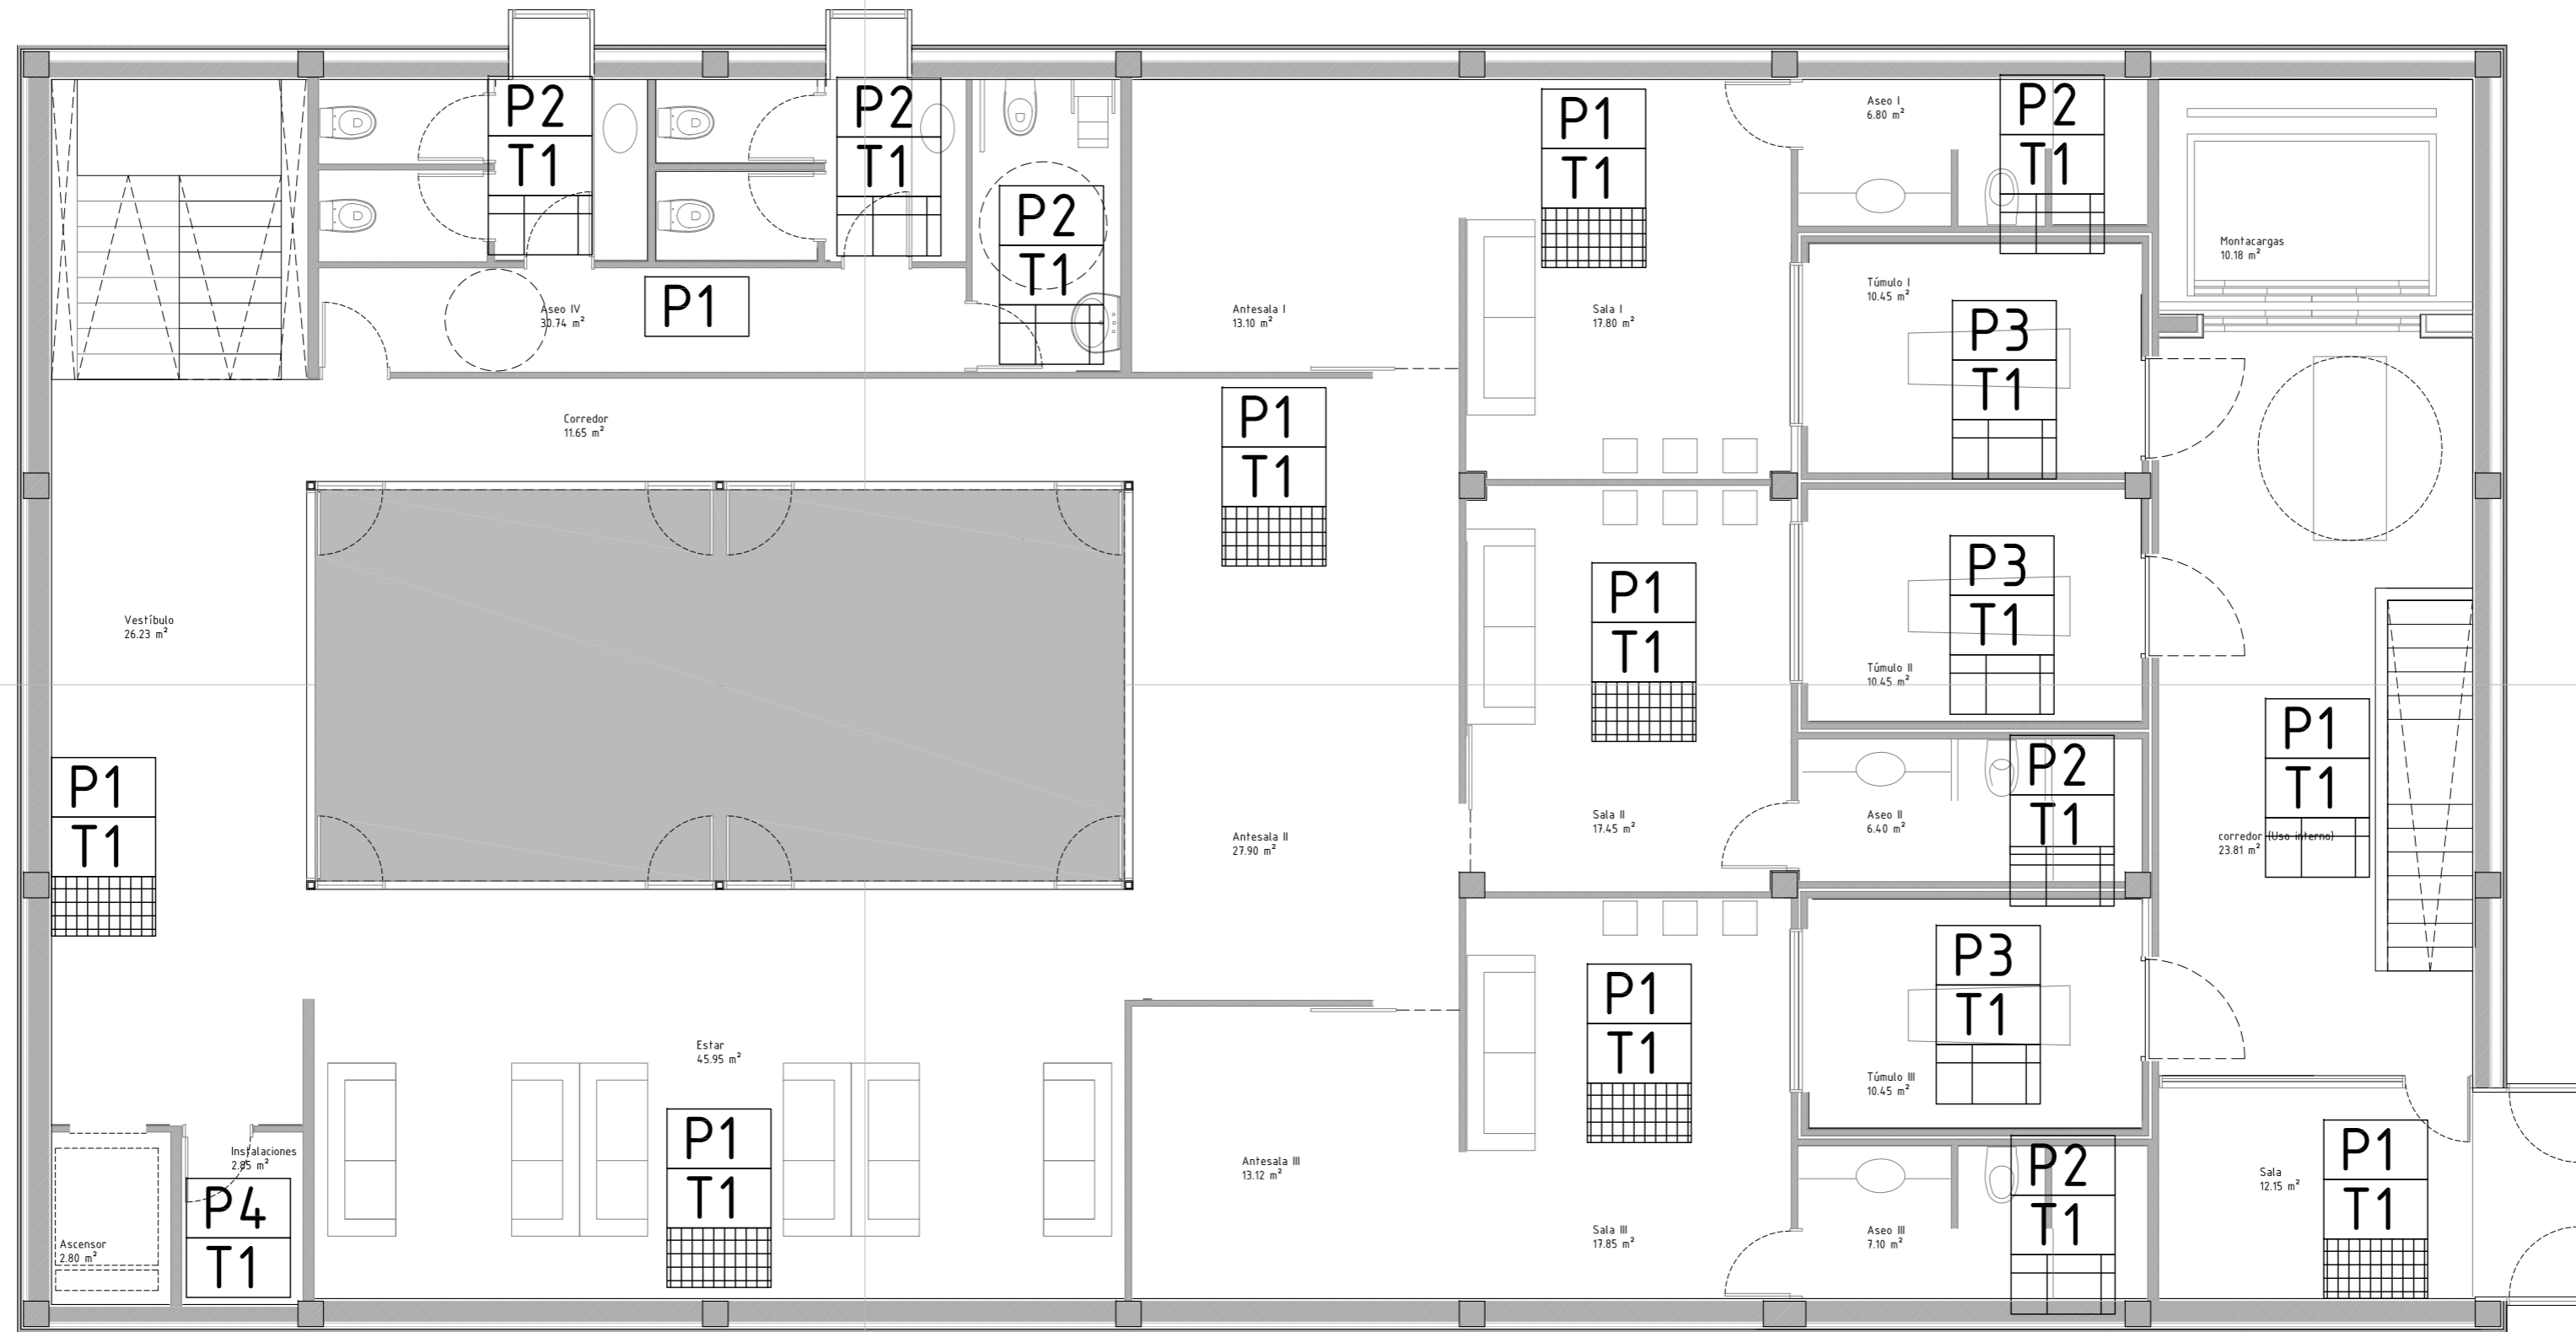 P2
T1
P2
T1
P2
T1
P1
Aseo IV
30.74 m²
Antesala I
13.10 m²
P1
T1
Sala I
17.80 m²
Aseo I
6.80 m²
P2
T1
Túmulo I
10.45 m²
P3
T1
Montacargas
10.18 m²
Corredor
11.65 m²
P1
T1
Vestíbulo
26.23 m²
P1
T1
P1
T1
P3
T1
Túmulo II
10.45 m²
Antesala II
27.90 m²
Sala II
17.45 m²
Aseo II
6.40 m²
P2
T1
P1
T1
corredor (Uso interno)
23.81 m²
Estar
45.95 m²
P1
T1
P1
T1
P3
T1
Túmulo III
10.45 m²
Instalaciones
2.85 m²
P4
T1
Ascensor
2.80 m²
Antesala III
13.12 m²
Sala III
17.85 m²
Aseo III
7.10 m²
P2
T1
Sala
12.15 m²
P1
T1